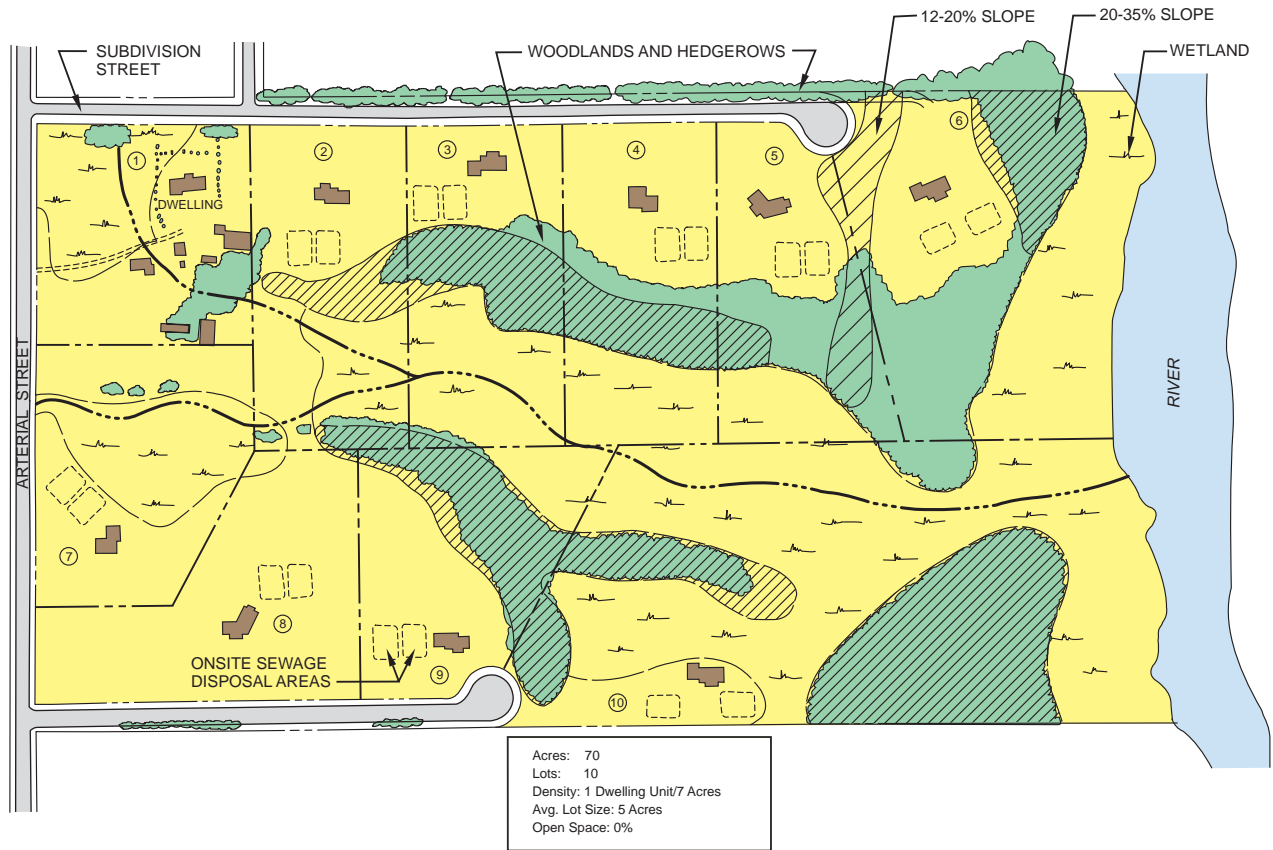 12-20% SLOPE
20-35% SLOPE
SUBDIVISION
STREET
WOODLANDS AND HEDGEROWS
WETLAND
1
2
3
4
5
6
DWELLING
ARTERIAL STREET
RIVER
7
8
9
10
ONSITE SEWAGE
DISPOSAL AREAS
Acres: 70
Lots: 10
Density: 1 Dwelling Unit/7 Acres
Avg. Lot Size: 5 Acres
Open Space: 0%